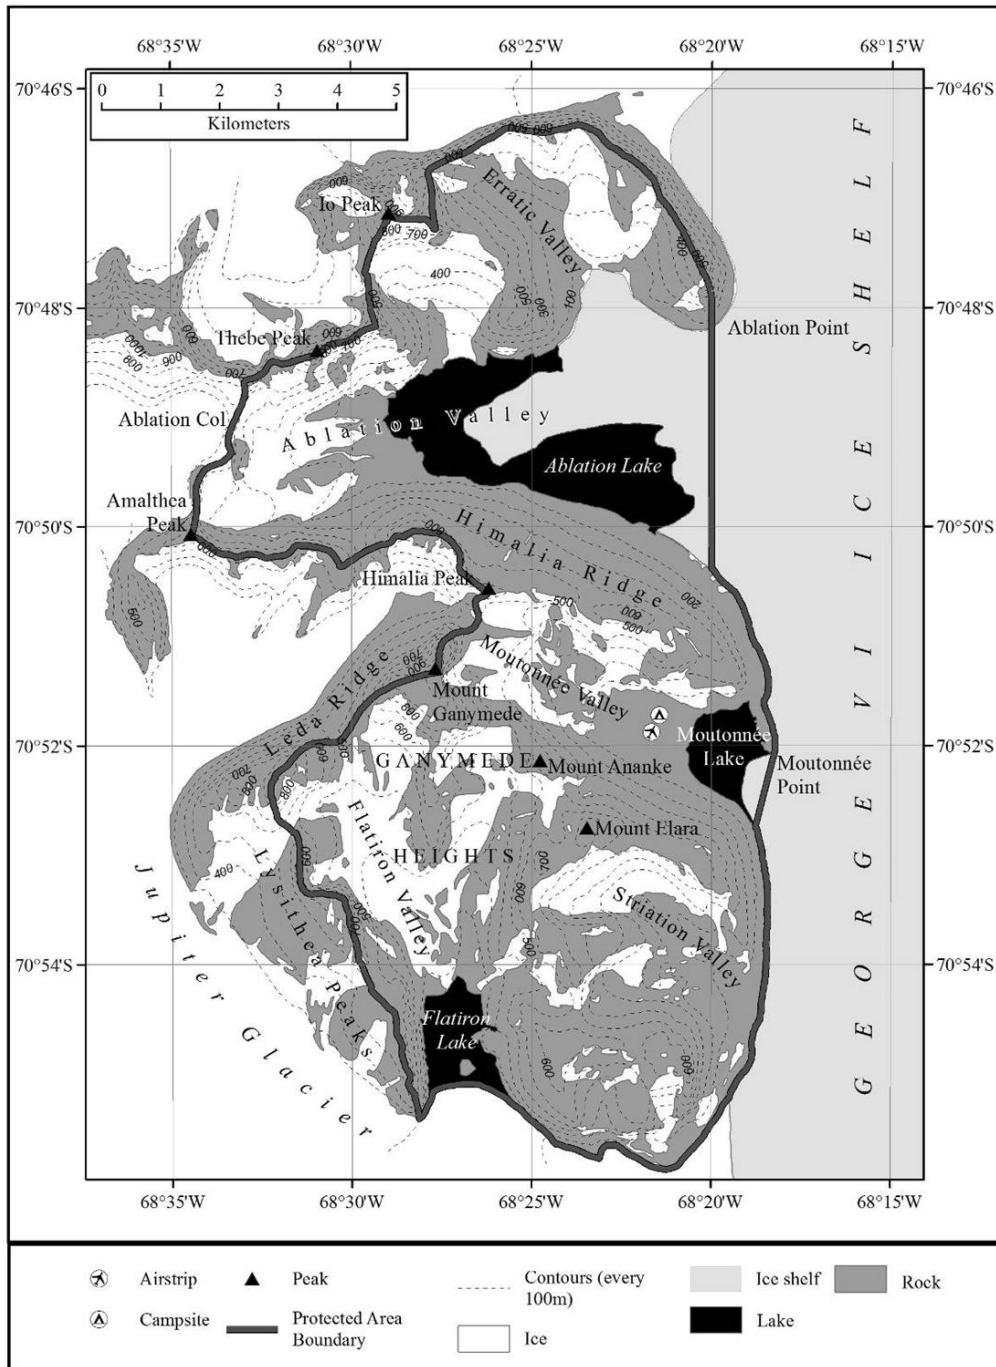 68°35'W 68°30'W 68°25'W 68°20'W 68°15'W
70°46'S 70°46'S
0 1 2 3 4 5
Kilometers
GEORGE VI ICE SHELF
Erratic Valley
Io Peak
70°48'S 70°48'S
Thebe Peak
Ablation Point
Ablation Col
Ablation Valley
Ablation Lake
Amalthea
Peak
70°50'S 70°50'S
Himalia Ridge
Himalia Peak
Moutonnée Valley
Leda Ridge
Mount
Ganymede
70°52'S 70°52'S
Moutonnée
Lake
Moutonnée
Point
GANYMEDE
HEIGHTS
Mount Ananke
Mount Elara
Flatiron Valley
Lysithea Peaks
Striation Valley
Jupiter Glacier
70°54'S 70°54'S
Flatiron
Lake
68°35'W 68°30'W 68°25'W 68°20'W 68°15'W
Airstrip
Peak
Contours (every
100m)
Ice shelf
Rock
Campsite
Protected Area
Boundary
Ice
Lake